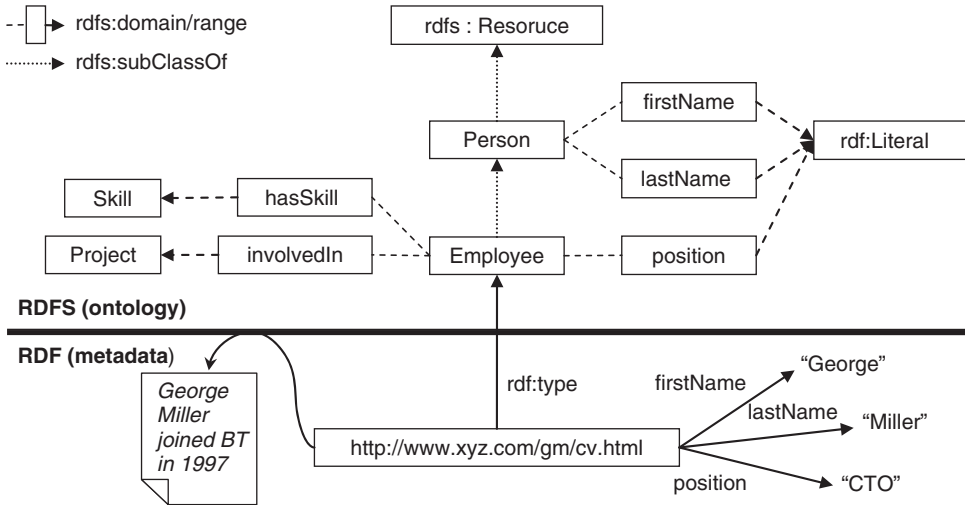 rdfs:domain/range
rdfs:subClassOf
rdfs : Resoruce
firstName
Person
rdf:Literal
lastName
Skill
hasSkill
Project
involvedIn
Employee
position
RDFS (ontology)
RDF (metadata)
George
Miller
joined BT
in 1997
rdf:type
firstName
"George"
lastName
"Miller"
http://www.xyz.com/gm/cv.html
position
"CTO"